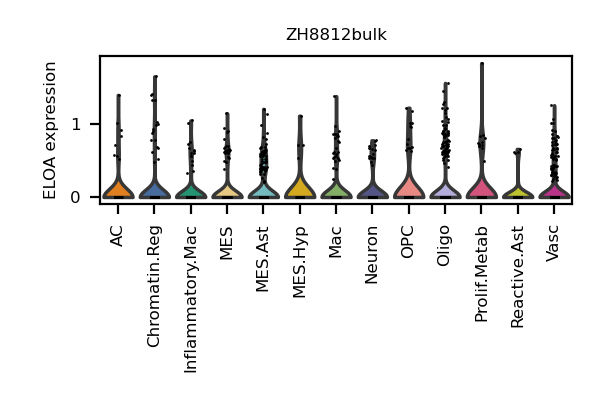 ZH8812bulk
ELOA expression
1
0
AC
Chromatin.Reg
Inflammatory.Mac
MES
MES.Ast
MES.Hyp
Mac
Neuron
OPC
Oligo
Prolif.Metab
Reactive.Ast
Vasc